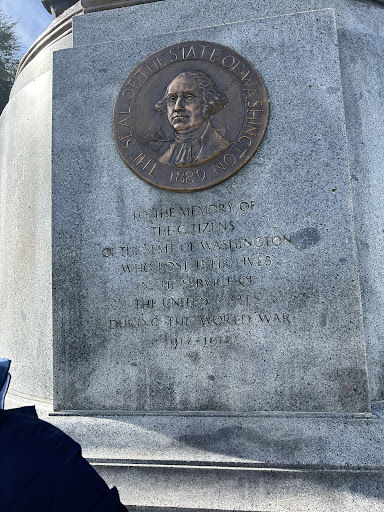 THE SEAL OF THE STATE OF WASHINGTON
· 1889 ·
TO THE MEMORY OF
THE CITIZENS
OF THE STATE OF WASHINGTON
WHO LOST THEIR LIVES
IN THE SERVICE OF
THE UNITED STATES
DURING THE WORLD WAR
1917-1918